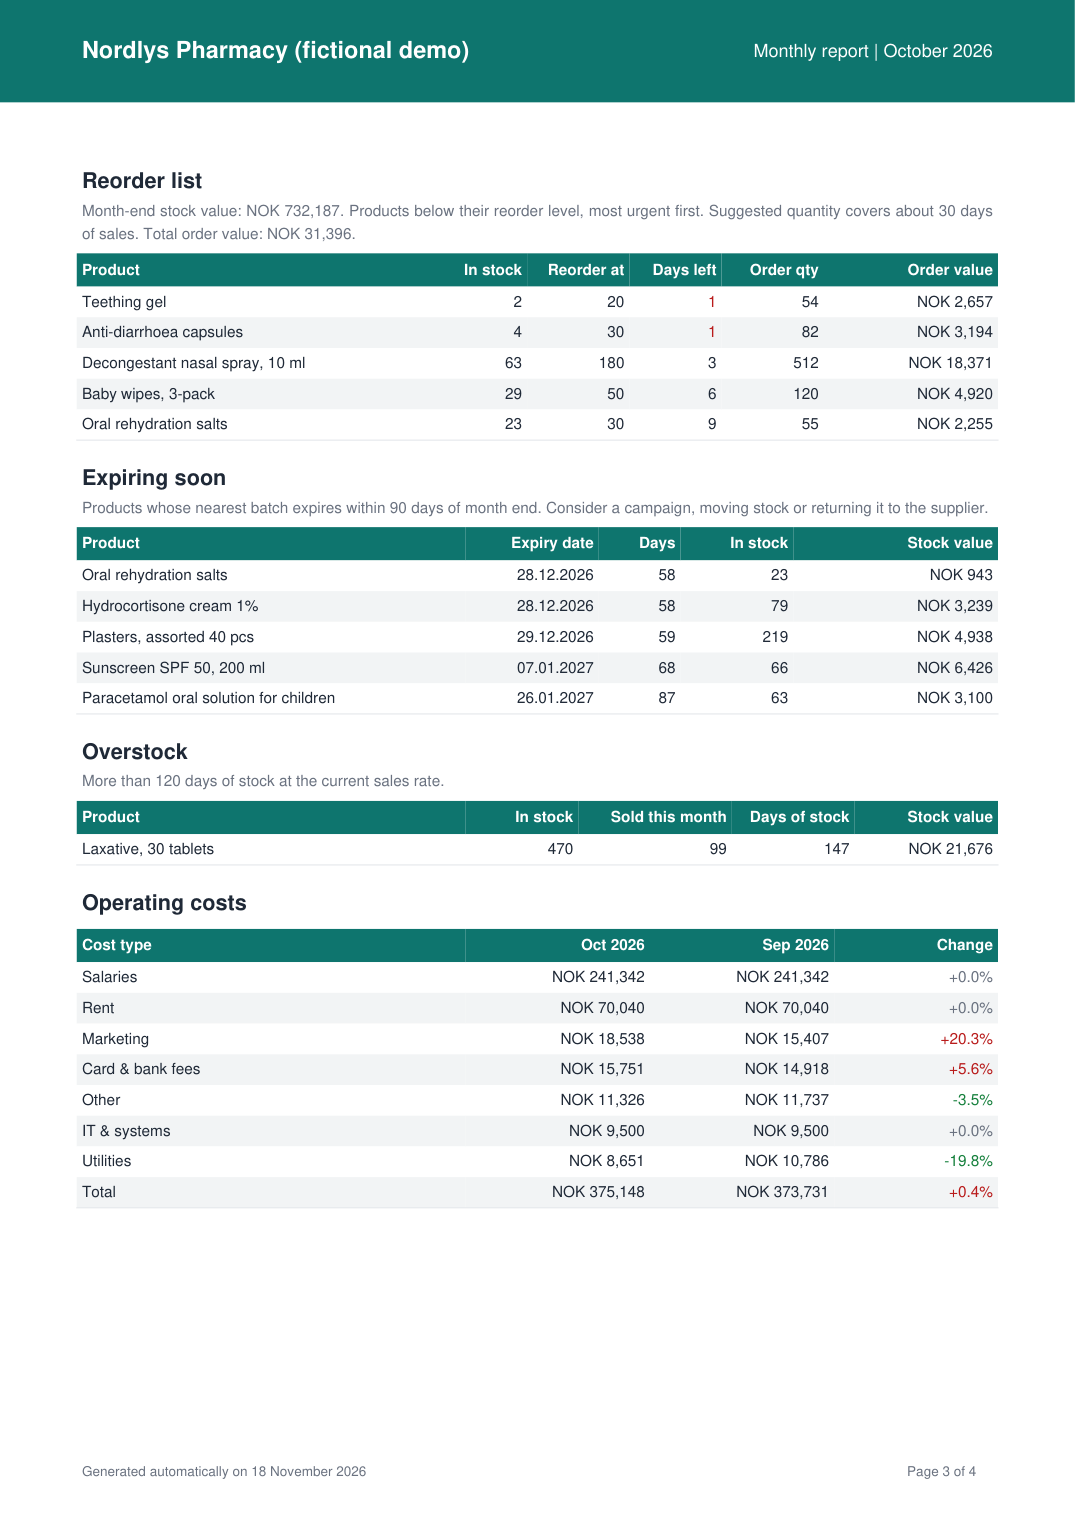 Nordlys Pharmacy (fictional demo)
Monthly report | October 2026
Reorder list
Month-end stock value: NOK 732,187. Products below their reorder level, most urgent first. Suggested quantity covers about 30 days
of sales. Total order value: NOK 31,396.
Product In stock Reorder at Days left Order qty Order value
Teething gel 2 20 1 54 NOK 2,657
Anti-diarrhoea capsules 4 30 1 82 NOK 3,194
Decongestant nasal spray, 10 ml 63 180 3 512 NOK 18,371
Baby wipes, 3-pack 29 50 6 120 NOK 4,920
Oral rehydration salts 23 30 9 55 NOK 2,255
Expiring soon
Products whose nearest batch expires within 90 days of month end. Consider a campaign, moving stock or returning it to the supplier.
Product Expiry date Days In stock Stock value
Oral rehydration salts 28.12.2026 58 23 NOK 943
Hydrocortisone cream 1% 28.12.2026 58 79 NOK 3,239
Plasters, assorted 40 pcs 29.12.2026 59 219 NOK 4,938
Sunscreen SPF 50, 200 ml 07.01.2027 68 66 NOK 6,426
Paracetamol oral solution for children 26.01.2027 87 63 NOK 3,100
Overstock
More than 120 days of stock at the current sales rate.
Product In stock Sold this month Days of stock Stock value
Laxative, 30 tablets 470 99 147 NOK 21,676
Operating costs
Cost type Oct 2026 Sep 2026 Change
Salaries NOK 241,342 NOK 241,342 +0.0%
Rent NOK 70,040 NOK 70,040 +0.0%
Marketing NOK 18,538 NOK 15,407 +20.3%
Card & bank fees NOK 15,751 NOK 14,918 +5.6%
Other NOK 11,326 NOK 11,737 -3.5%
IT & systems NOK 9,500 NOK 9,500 +0.0%
Utilities NOK 8,651 NOK 10,786 -19.8%
Total NOK 375,148 NOK 373,731 +0.4%
Generated automatically on 18 November 2026
Page 3 of 4